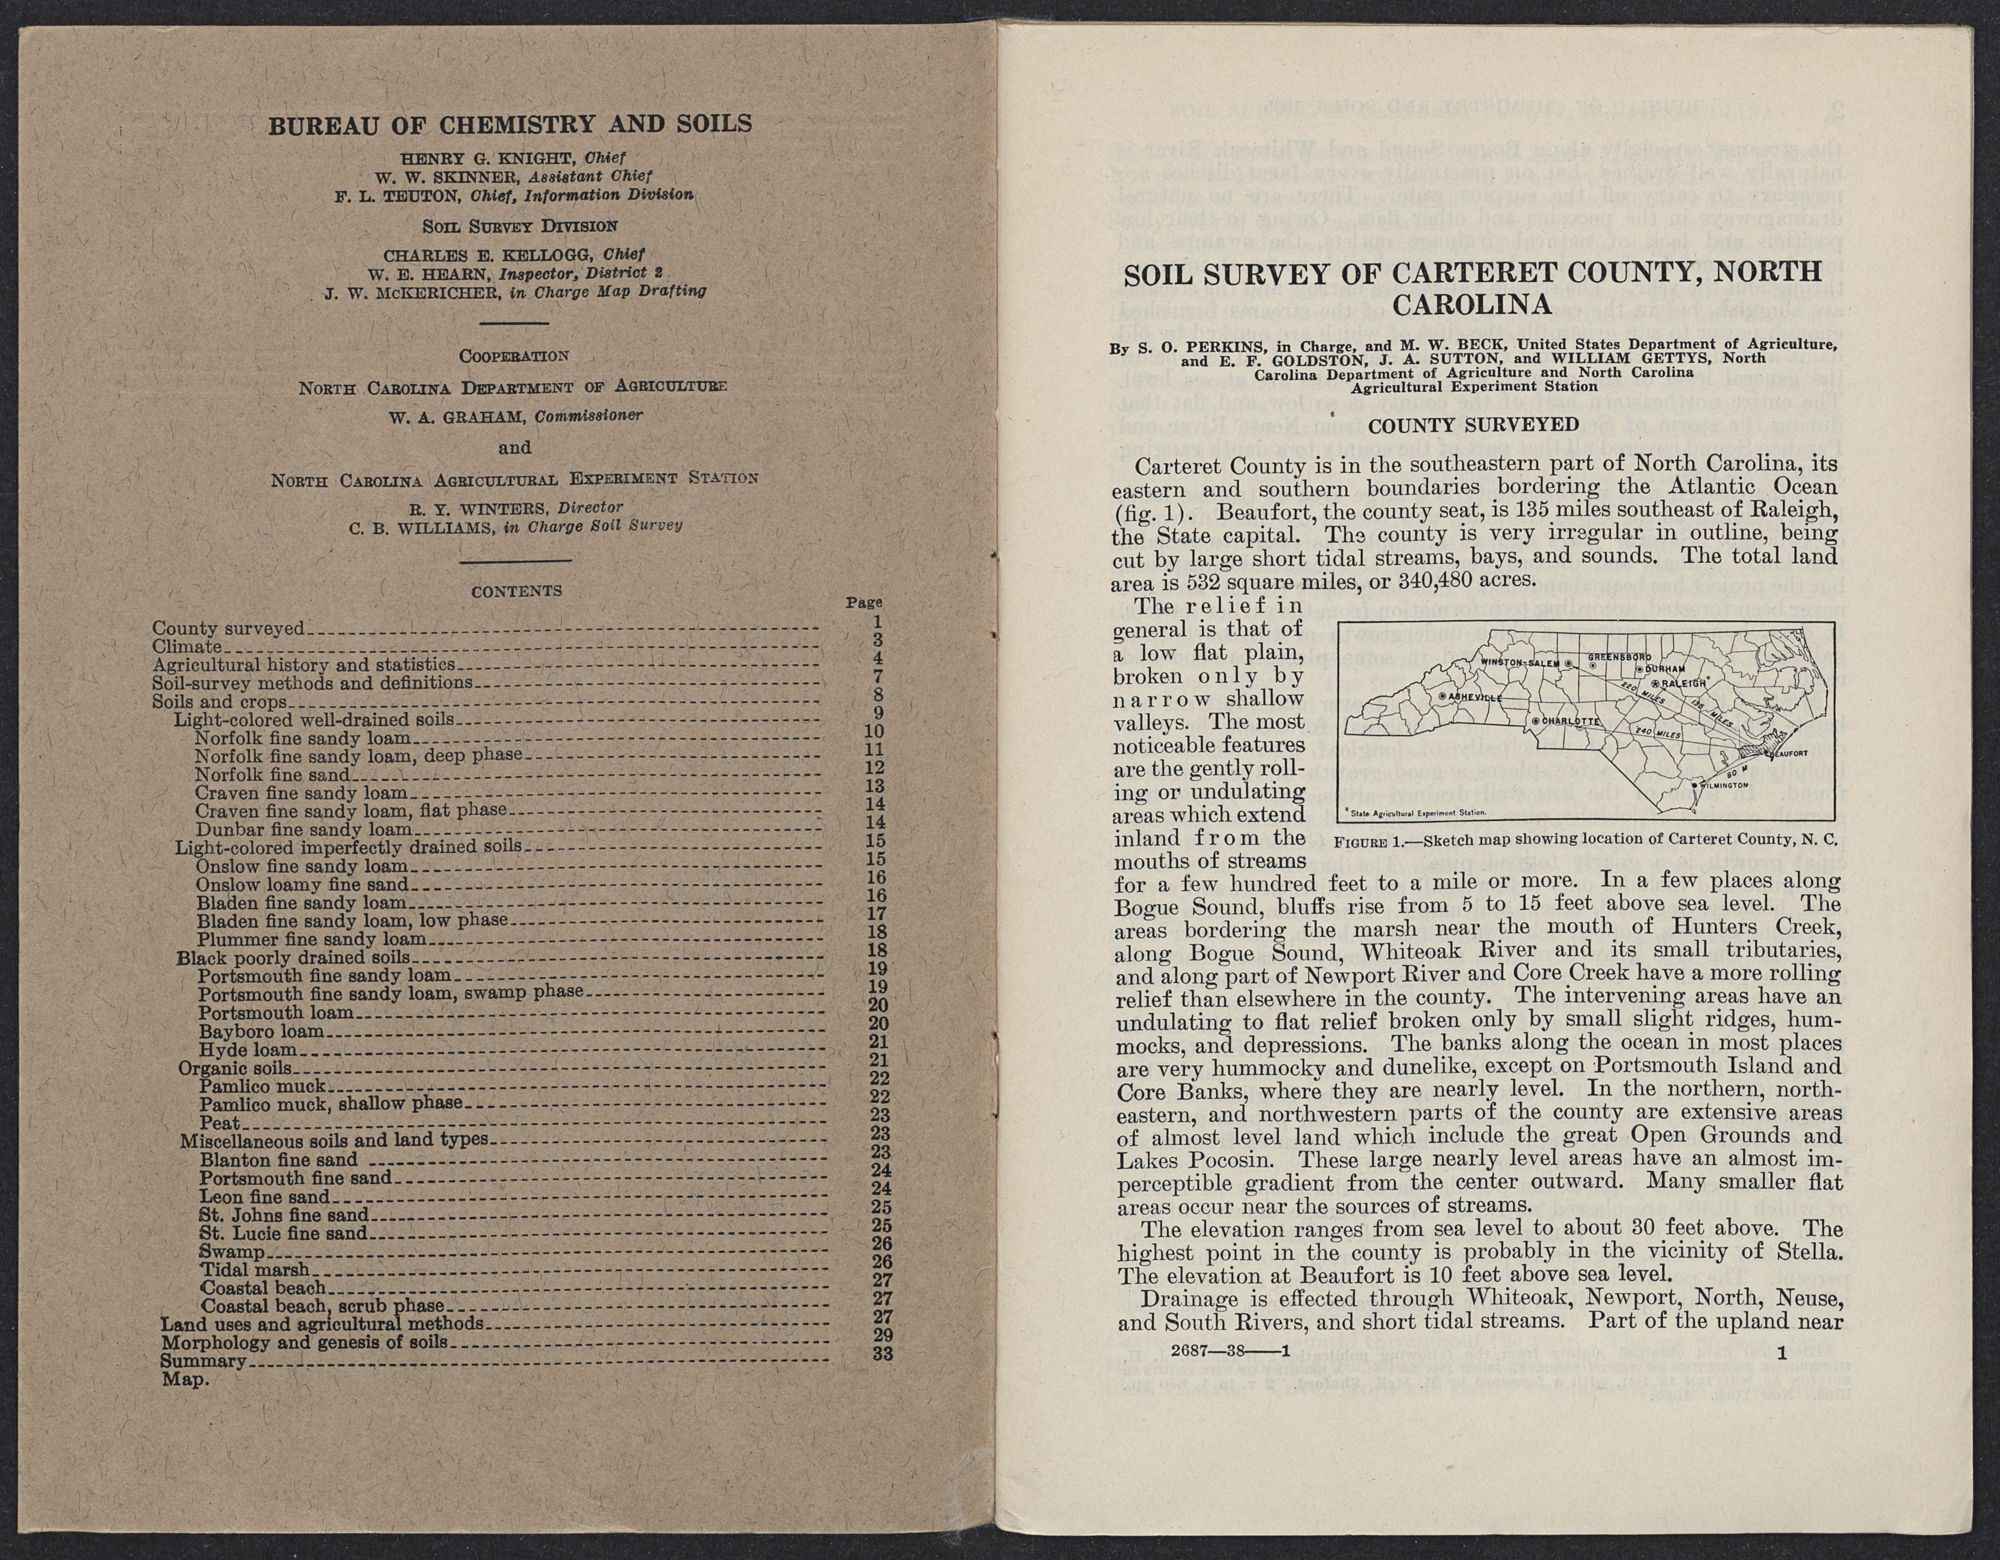 BUREAU OF CHEMISTRY AND SOILS
HENRY G. KNIGHT, Chief
W. W. SKINNER, Assistant Chief
F. L. TEUTON, Chief, Information Division
SOIL SURVEY DIVISION
CHARLES E. KELLOGG, Chief
W. E. HEARN, Inspector, District 2
J. W. McKERICHER, in Charge Map Drafting
COOPERATION
NORTH CAROLINA DEPARTMENT OF AGRICULTURE
W. A. GRAHAM, Commissioner
and
NORTH CAROLINA AGRICULTURAL EXPERIMENT STATION
R. Y. WINTERS, Director
C. B. WILLIAMS, in Charge Soil Survey
CONTENTS
Page
County surveyed 1
Climate 3
Agricultural history and statistics 4
Soil-survey methods and definitions 7
Soils and crops 8
Light-colored well-drained soils 9
Norfolk fine sandy loam 10
Norfolk fine sandy loam, deep phase 11
Norfolk fine sand 12
Craven fine sandy loam 13
Craven fine sandy loam, flat phase 14
Dunbar fine sandy loam 14
Light-colored imperfectly drained soils 15
Onslow fine sandy loam 15
Onslow loamy fine sand 16
Bladen fine sandy loam 16
Bladen fine sandy loam, low phase 17
Plummer fine sandy loam 18
Black poorly drained soils 18
Portsmouth fine sandy loam 19
Portsmouth fine sandy loam, swamp phase 19
Portsmouth loam 20
Bayboro loam 20
Hyde loam 21
Organic soils 21
Pamlico muck 22
Pamlico muck, shallow phase 22
Peat 23
Miscellaneous soils and land types 23
Blanton fine sand 23
Portsmouth fine sand 24
Leon fine sand 24
St. Johns fine sand 25
St. Lucie fine sand 25
Swamp 26
Tidal marsh 26
Coastal beach 27
Coastal beach, scrub phase 27
Land uses and agricultural methods 27
Morphology and genesis of soils 29
Summary 33
Map.
SOIL SURVEY OF CARTERET COUNTY, NORTH
CAROLINA
By S. O. PERKINS, in Charge, and M. W. BECK, United States Department of Agriculture,
and E. F. GOLDSTON, J. A. SUTTON, and WILLIAM GETTYS, North
Carolina Department of Agriculture and North Carolina
Agricultural Experiment Station
COUNTY SURVEYED
Carteret County is in the southeastern part of North Carolina, its
eastern and southern boundaries bordering the Atlantic Ocean
(fig. 1). Beaufort, the county seat, is 135 miles southeast of Raleigh,
the State capital. The county is very irregular in outline, being
cut by large short tidal streams, bays, and sounds. The total land
area is 532 square miles, or 340,480 acres.
The relief in
general is that of
a low flat plain,
broken only by
narrow shallow
valleys. The most
noticeable features
are the gently roll-
ing or undulating
areas which extend
inland from the
mouths of streams
WINSTON-SALEM
GREENSBORO
DURHAM
RALEIGH*
ASHEVILLE
CHARLOTTE
220 MILES
135 MILES
240 MILES
BEAUFORT
80 M
WILMINGTON
*State Agricultural Experiment Station.
FIGURE 1.—Sketch map showing location of Carteret County, N. C.
for a few hundred feet to a mile or more. In a few places along
Bogue Sound, bluffs rise from 5 to 15 feet above sea level. The
areas bordering the marsh near the mouth of Hunters Creek,
along Bogue Sound, Whiteoak River and its small tributaries,
and along part of Newport River and Core Creek have a more rolling
relief than elsewhere in the county. The intervening areas have an
undulating to flat relief broken only by small slight ridges, hum-
mocks, and depressions. The banks along the ocean in most places
are very hummocky and dunelike, except on Portsmouth Island and
Core Banks, where they are nearly level. In the northern, north-
eastern, and northwestern parts of the county are extensive areas
of almost level land which include the great Open Grounds and
Lakes Pocosin. These large nearly level areas have an almost im-
perceptible gradient from the center outward. Many smaller flat
areas occur near the sources of streams.
The elevation ranges from sea level to about 30 feet above. The
highest point in the county is probably in the vicinity of Stella.
The elevation at Beaufort is 10 feet above sea level.
Drainage is effected through Whiteoak, Newport, North, Neuse,
and South Rivers, and short tidal streams. Part of the upland near
2687—38——1 1